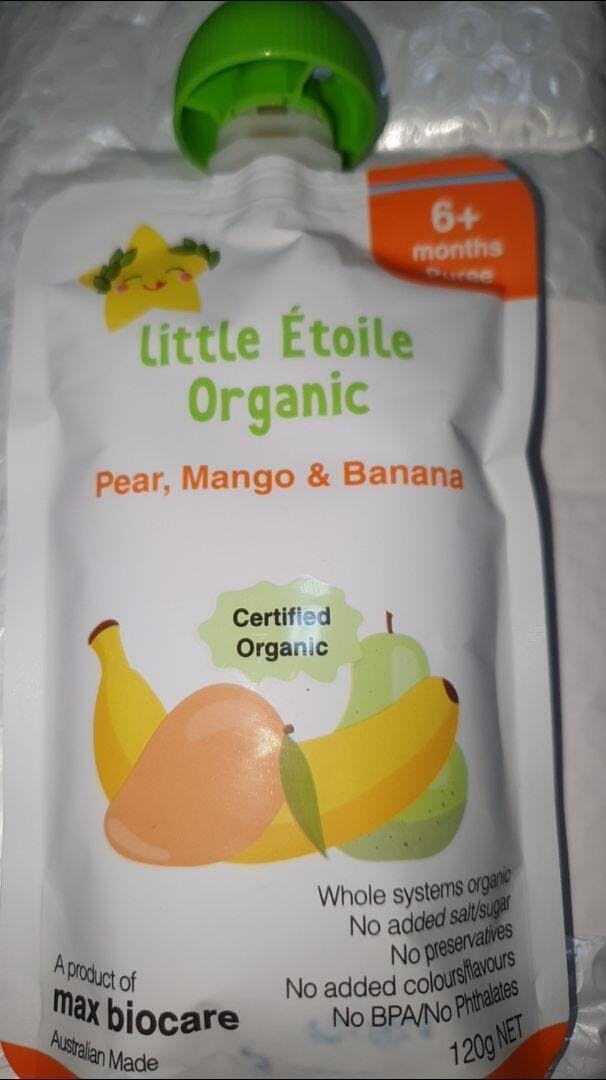 6+
months
Puree
little Étoile
Organic
Pear, Mango & Banana
Certified
Organic
Whole systems organic
No added salt/sugar
No preservatives
No added colours/flavours
No BPA/No Phthalates
120g NET
A product of
max biocare
Australian Made